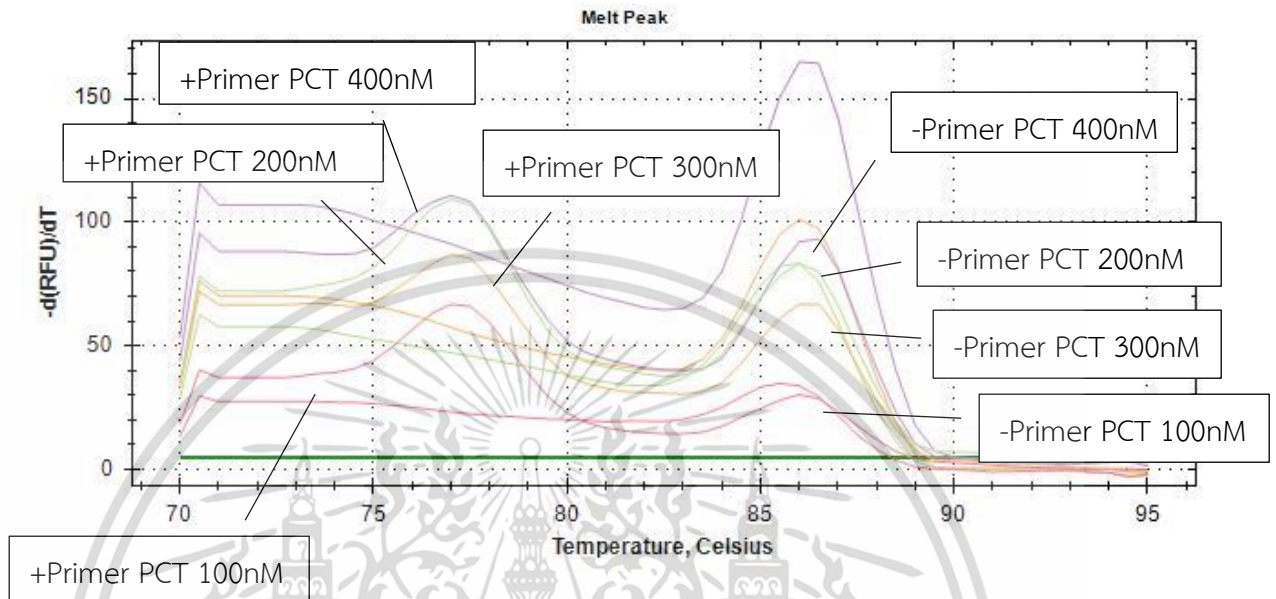 Melt Peak
+Primer PCT 400nM
-Primer PCT 400nM
+Primer PCT 200nM
+Primer PCT 300nM
-Primer PCT 200nM
-Primer PCT 300nM
-Primer PCT 100nM
+Primer PCT 100nM
-d(RFU)/dT
150
100
50
0
70 75 80 85 90 95
Temperature, Celsius